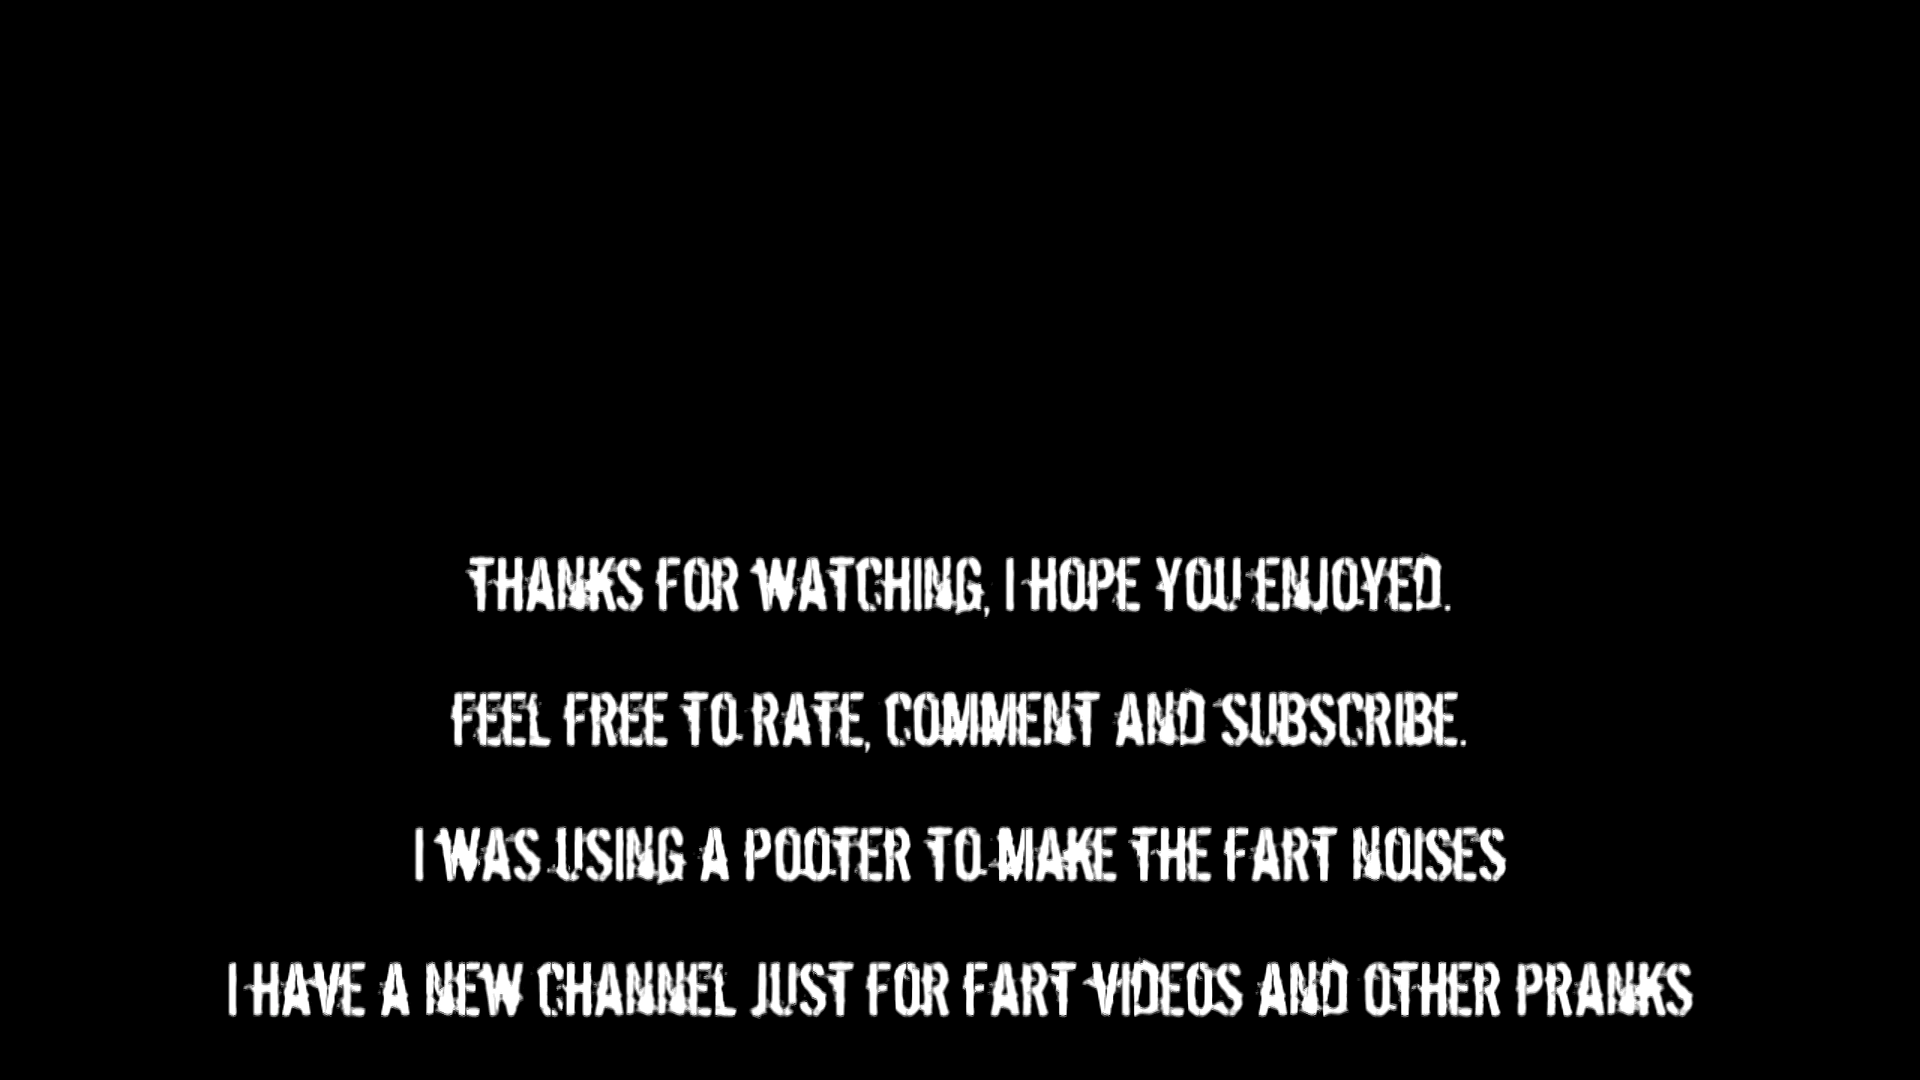 THANKS FOR WATCHING, I HOPE YOU ENJOYED.
FEEL FREE TO RATE, COMMENT AND SUBSCRIBE.
I WAS USING A POOTER TO MAKE THE FART NOISES
I HAVE A NEW CHANNEL JUST FOR FART VIDEOS AND OTHER PRANKS